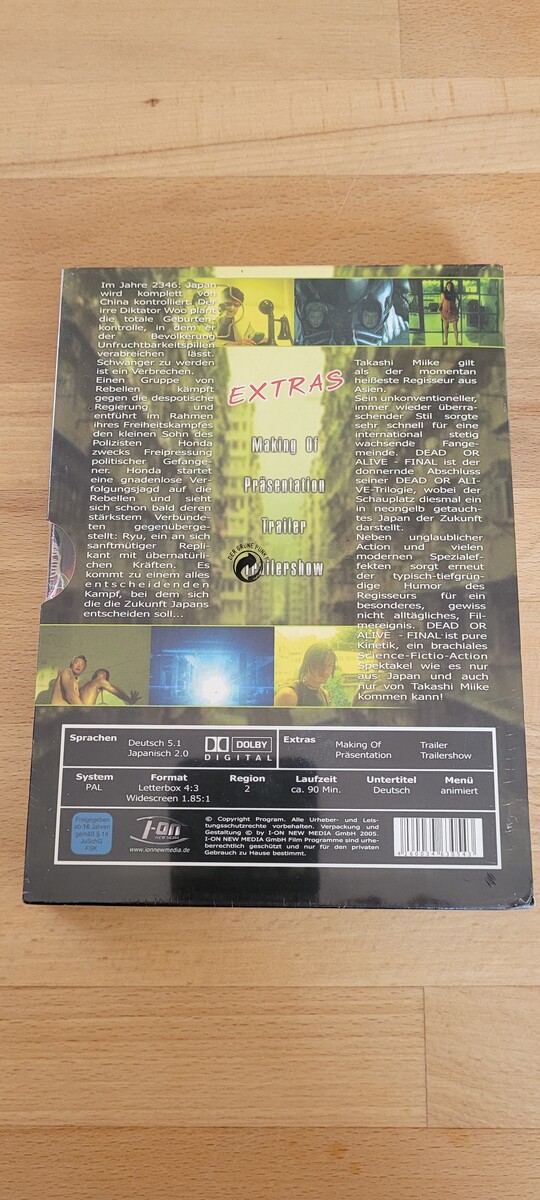 Im Jahre 2346: Japan
wird komplett von
China kontrolliert. Der
irre Diktator Woo plant
die totale Geburten-
kontrolle, in dem er
der Bevölkerung
Unfruchtbarkeitspillen
verabreichen lässt.
Schwanger zu werden
ist ein Verbrechen.
Einen Gruppe von
Rebellen kämpft
gegen die despotische
Regierung und
entführt im Rahmen
ihres Freiheitskampfes
den kleinen Sohn des
Polizisten Honda
zwecks Freipressung
politischer Gefange-
ner. Honda startet
eine gnadenlose Ver-
folgungsjagd auf die
Rebellen und sieht
sich schon bald deren
stärkstem Verbünde-
ten gegenüberge-
stellt: Ryu, ein an sich
sanftmütiger Repli-
kant mit übernatürli-
chen Kräften. Es
kommt zu einem alles
entscheidenden
Kampf, bei dem sich
die die Zukunft Japans
entscheiden soll...
EXTRAS
Making Of
Präsentation
Trailer
Trailershow
DER GRÜNE PUNKT
Takashi Miike gilt
als der momentan
heißeste Regisseur aus
Asien.
Sein unkonventioneller,
immer wieder überra-
schender Stil sorgte
sehr schnell für eine
international stetig
wachsende Fange-
meinde. DEAD OR
ALIVE - FINAL ist der
donnernde Abschluss
seiner DEAD OR ALI-
VE-Trilogie, wobei der
Schauplatz diesmal ein
in neongelb getauch-
tes Japan der Zukunft
darstellt.
Neben unglaublicher
Action und vielen
modernen Spezialef-
fekten sorgt erneut
der typisch-tiefgrün-
dige Humor des
Regisseurs für ein
besonderes, gewiss
nicht alltägliches, Fil-
mereignis. DEAD OR
ALIVE - FINAL ist pure
Kinetik, ein brachiales
Science-Fictio-Action
Spektakel wie es nur
aus Japan und auch
nur von Takashi Miike
kommen kann!
Sprachen
Deutsch 5.1
Japanisch 2.0
DOLBY
DIGITAL
Extras
Making Of
Präsentation
Trailer
Trailershow
System
PAL
Format
Letterbox 4:3
Widescreen 1.85:1
Region
2
Laufzeit
ca. 90 Min.
Untertitel
Deutsch
Menü
animiert
Freigegeben
ab 18 Jahren
gemäß § 14
JuSchG
FSK
I-ON
NEW MEDIA
www.ionnewmedia.de
© Copyright Program. Alle Urheber- und Leis-
tungsschutzrechte vorbehalten. Verpackung und
Gestaltung © by I-ON NEW MEDIA GmbH 2005.
I-ON NEW MEDIA GmbH Film Programme sind urhe-
berrechtlich geschützt und nur für den privaten
Gebrauch zu Hause bestimmt.